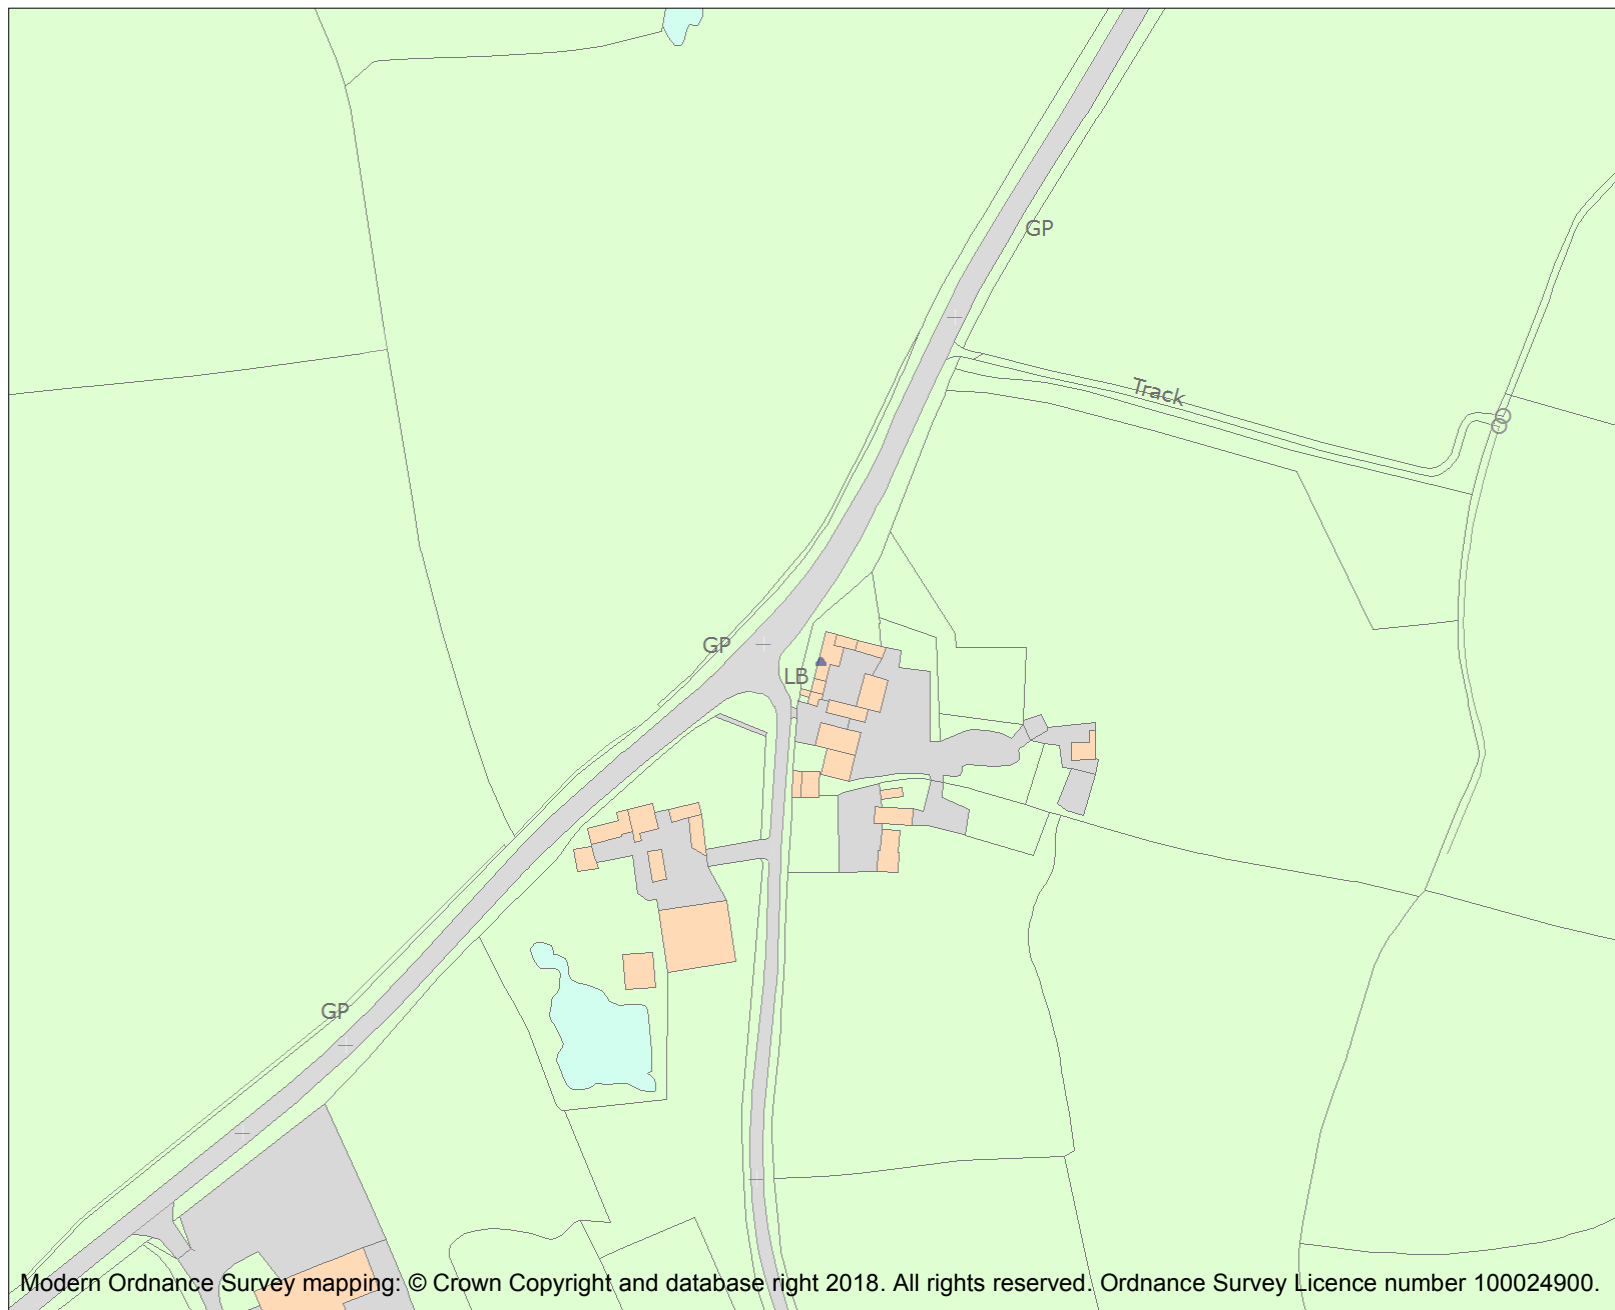 GP
Track
GP
LB
GP
Modern Ordnance Survey mapping: © Crown Copyright and database right 2018. All rights reserved. Ordnance Survey Licence number 100024900.